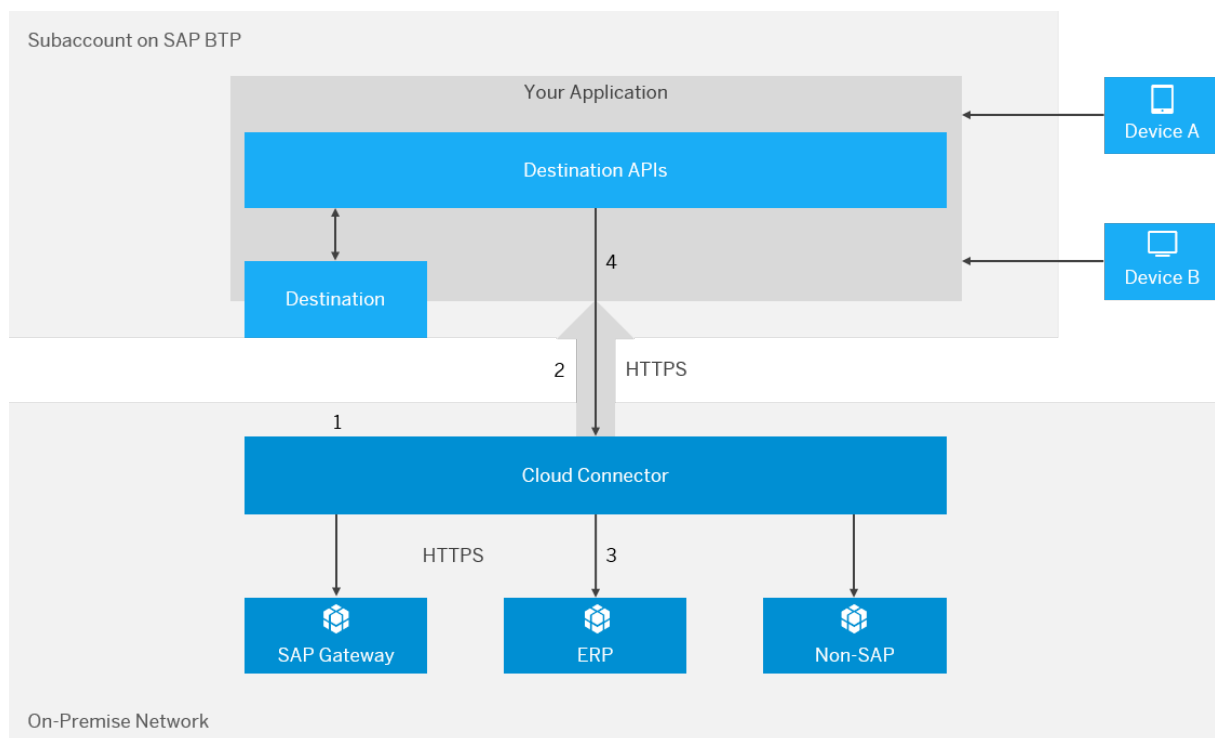 Subaccount on SAP BTP
Your Application
Device A
Destination APIs
Device B
4
Destination
2
HTTPS
1
Cloud Connector
HTTPS
3
SAP Gateway
ERP
Non-SAP
On-Premise Network